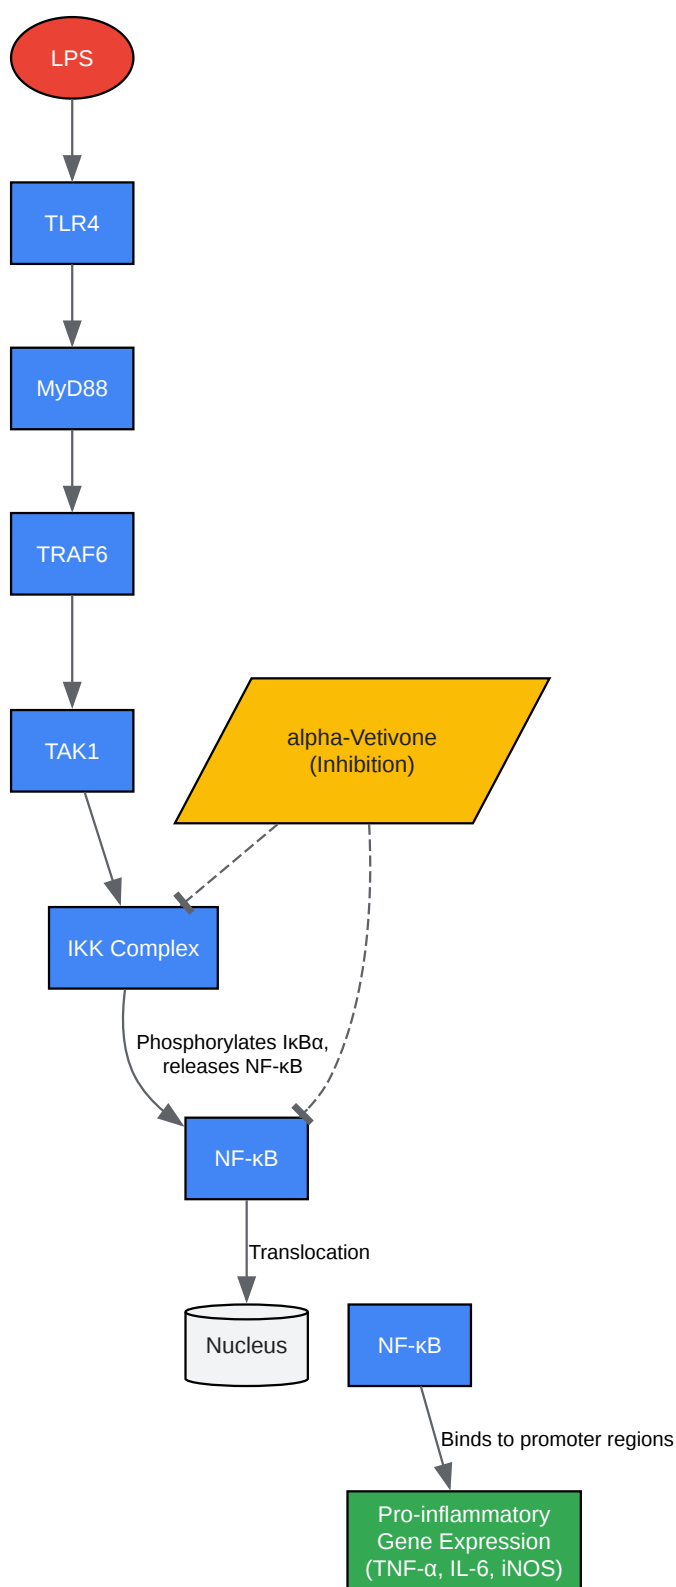 LPS
TLR4
MyD88
TRAF6
TAK1
alpha-Vetivone
(Inhibition)
IKK Complex
Phosphorylates IκBα,
releases NF-κB
NF-κB
Translocation
Nucleus
NF-κB
Binds to promoter regions
Pro-inflammatory
Gene Expression
(TNF-α, IL-6, iNOS)